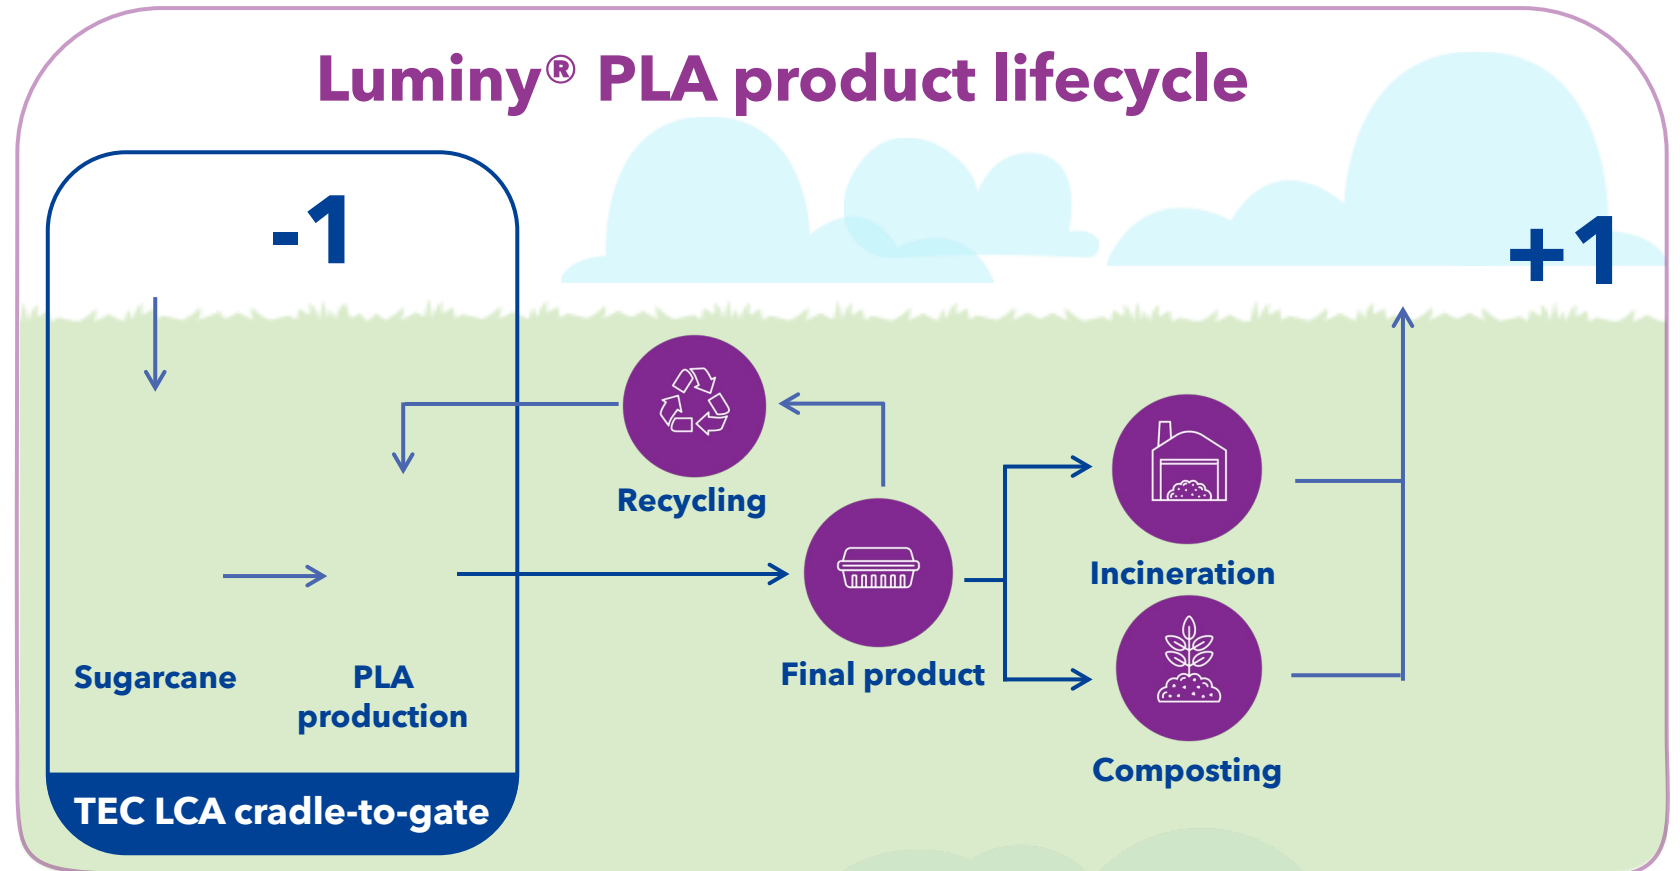 Luminy® PLA product lifecycle
-1
+1
Recycling
Incineration
Sugarcane
PLA
production
Final product
Composting
TEC LCA cradle-to-gate